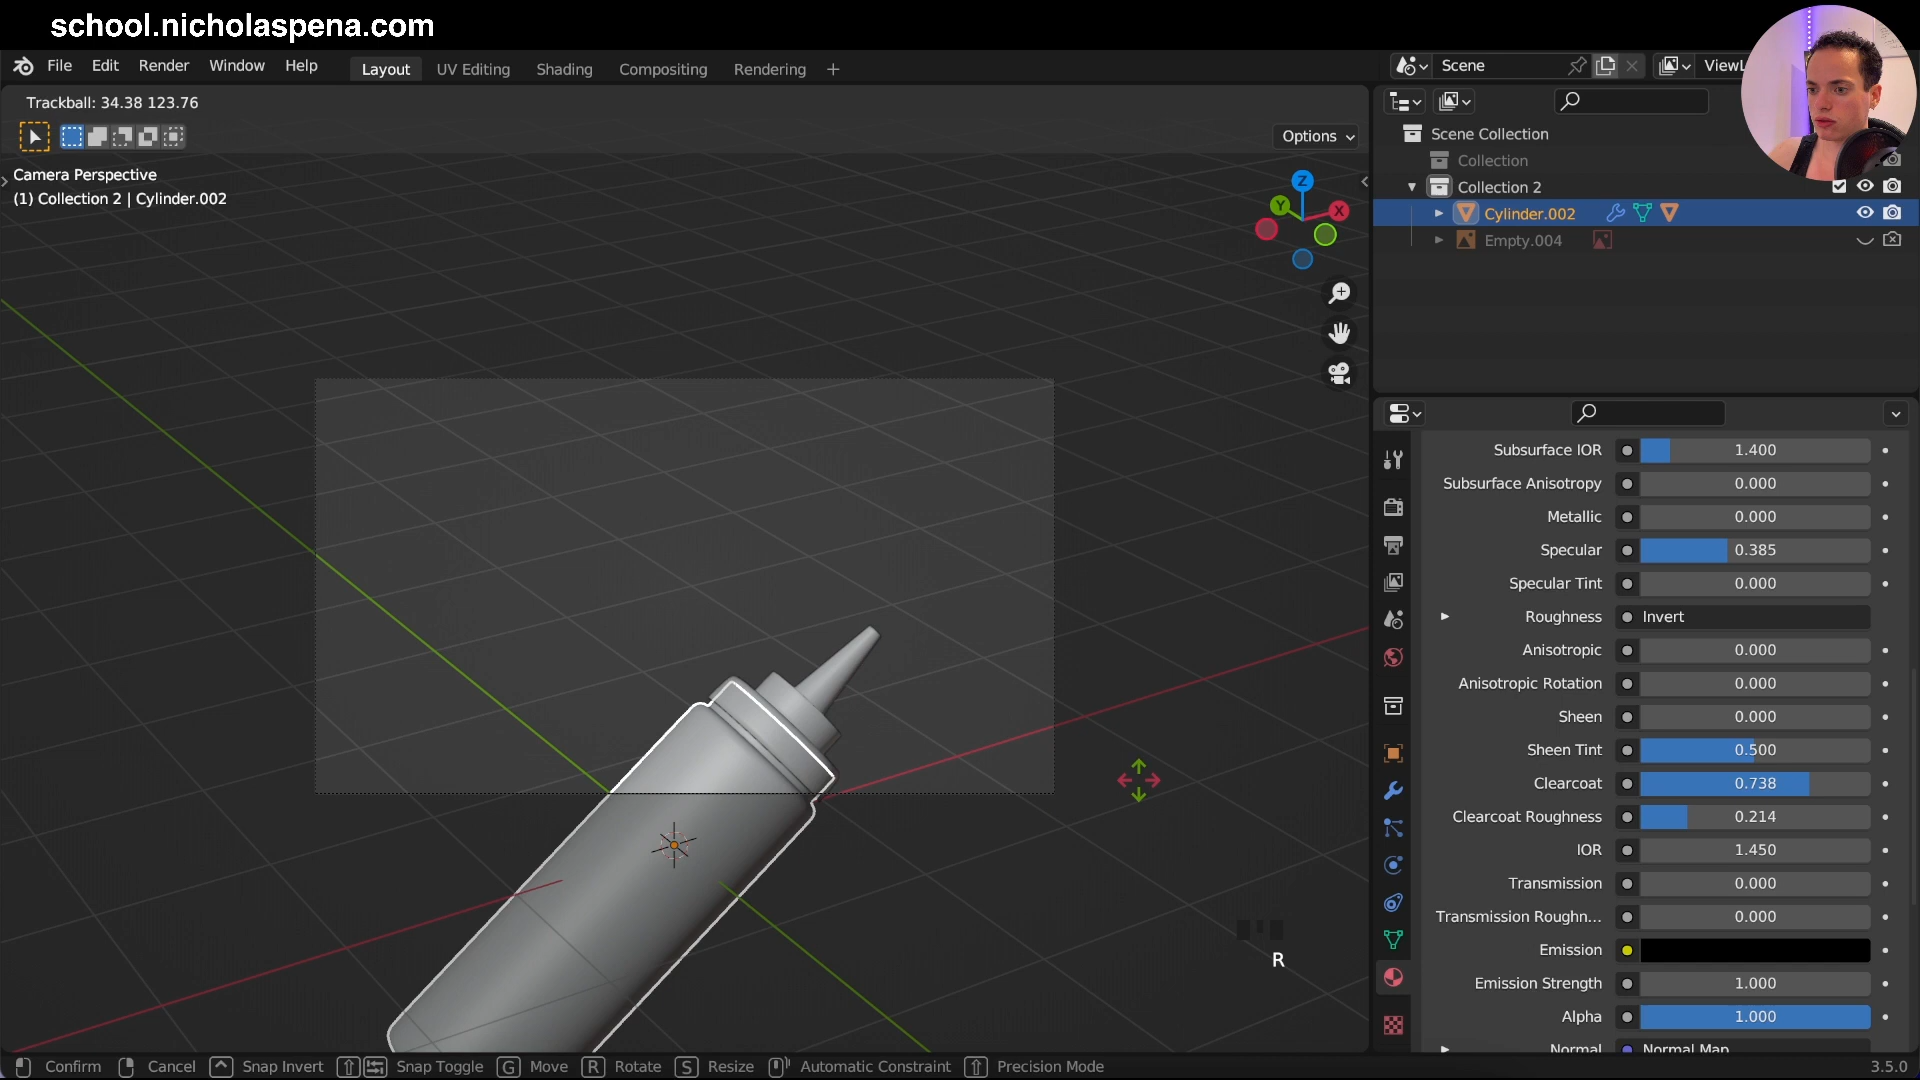 school.nicholaspena.com
File Edit Render Window Help Layout UV Editing Shading Compositing Rendering + Scene ViewL
Trackball: 34.38 123.76
Options
Camera Perspective
(1) Collection 2 | Cylinder.002
Z
Y
X
Scene Collection
Collection
Collection 2
Cylinder.002
Empty.004
Subsurface IOR 1.400
Subsurface Anisotropy 0.000
Metallic 0.000
Specular 0.385
Specular Tint 0.000
Roughness Invert
Anisotropic 0.000
Anisotropic Rotation 0.000
Sheen 0.000
Sheen Tint 0.500
Clearcoat 0.738
Clearcoat Roughness 0.214
IOR 1.450
Transmission 0.000
Transmission Roughn... 0.000
Emission
Emission Strength 1.000
Alpha 1.000
Normal Normal Map
R
Confirm Cancel Snap Invert Snap Toggle G Move R Rotate S Resize Automatic Constraint Precision Mode 3.5.0